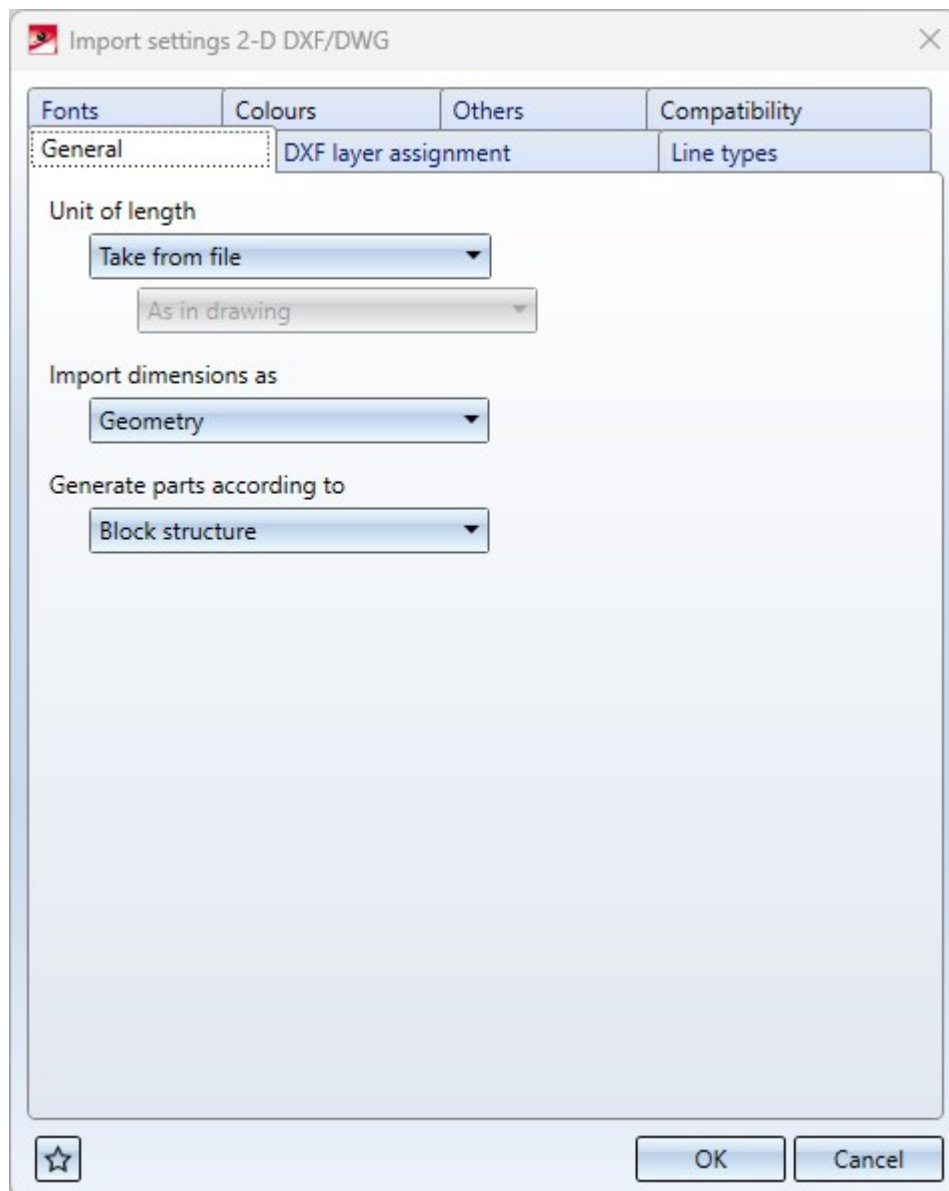 Import settings 2-D DXF/DWG
Fonts Colours Others Compatibility
General DXF layer assignment Line types
Unit of length
Take from file
As in drawing
Import dimensions as
Geometry
Generate parts according to
Block structure
OK Cancel